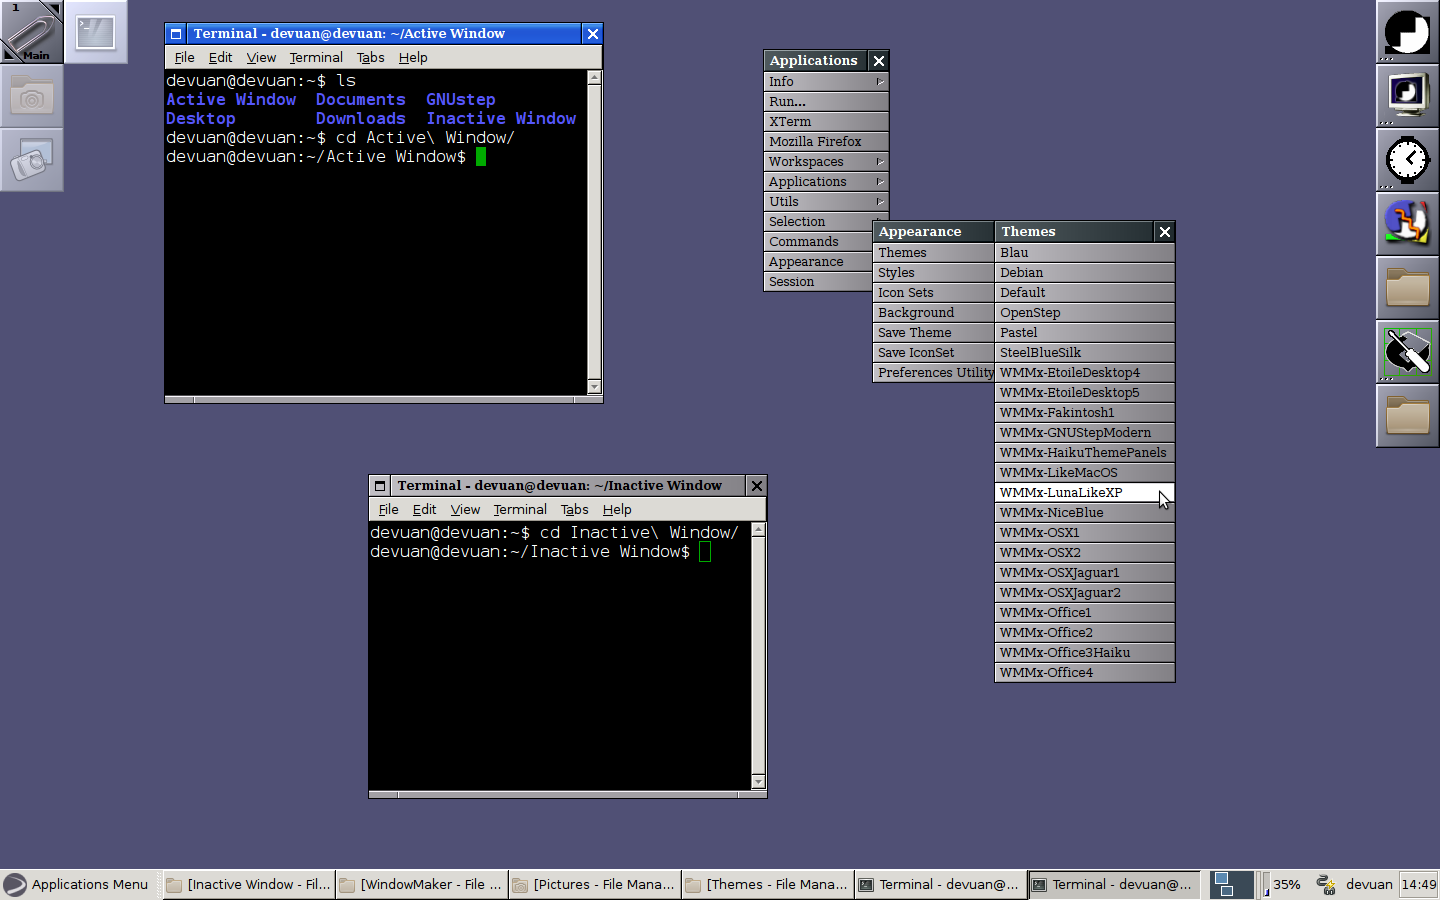 1
Main
Terminal - devuan@devuan: ~/Active Window
File Edit View Terminal Tabs Help
devuan@devuan:~$ ls
Active Window Documents GNUstep
Desktop Downloads Inactive Window
devuan@devuan:~$ cd Active\ Window/
devuan@devuan:~/Active Window$
Terminal - devuan@devuan: ~/Inactive Window
File Edit View Terminal Tabs Help
devuan@devuan:~$ cd Inactive\ Window/
devuan@devuan:~/Inactive Window$
Applications
Info
Run...
XTerm
Mozilla Firefox
Workspaces
Applications
Utils
Selection
Commands
Appearance
Session
Appearance
Themes
Styles
Icon Sets
Background
Save Theme
Save IconSet
Preferences Utility
Themes
Blau
Debian
Default
OpenStep
Pastel
SteelBlueSilk
WMMx-EtoileDesktop4
WMMx-EtoileDesktop5
WMMx-Fakintosh1
WMMx-GNUStepModern
WMMx-HaikuThemePanels
WMMx-LikeMacOS
WMMx-LunaLikeXP
WMMx-NiceBlue
WMMx-OSX1
WMMx-OSX2
WMMx-OSXJaguar1
WMMx-OSXJaguar2
WMMx-Office1
WMMx-Office2
WMMx-Office3Haiku
WMMx-Office4
Applications Menu [Inactive Window - Fil... [WindowMaker - File ... [Pictures - File Mana... [Themes - File Mana... Terminal - devuan@... Terminal - devuan@... 35% devuan 14:49